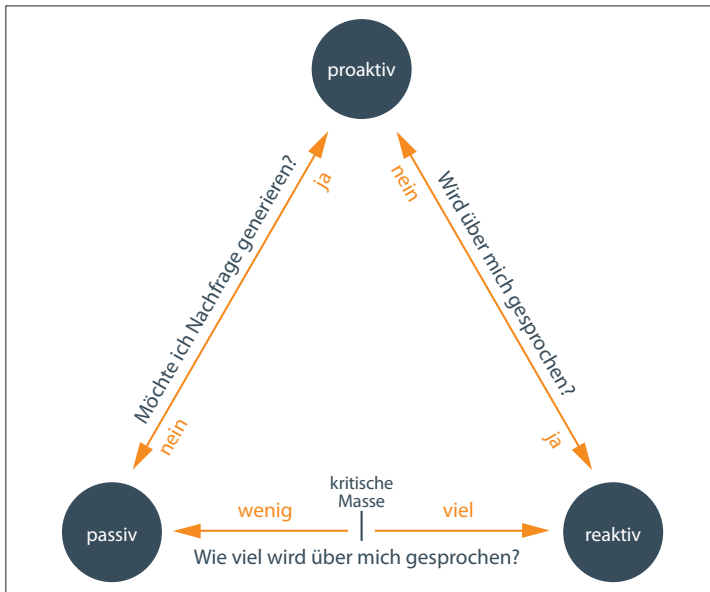 proaktiv
Möchte ich Nachfrage generieren?
ja
nein
nein
Wird über mich gesprochen?
ja
kritische
Masse
passiv
wenig
viel
reaktiv
Wie viel wird über mich gesprochen?